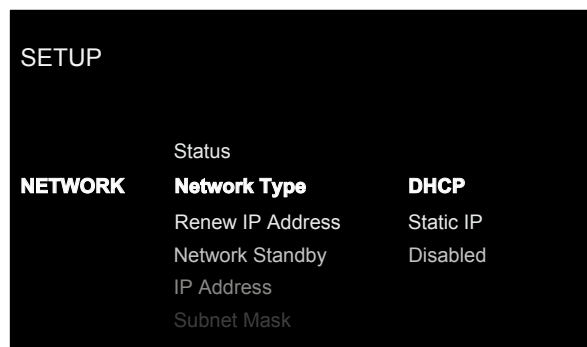 SETUP
Status
NETWORK Network Type DHCP
Renew IP Address Static IP
Network Standby Disabled
IP Address
Subnet Mask